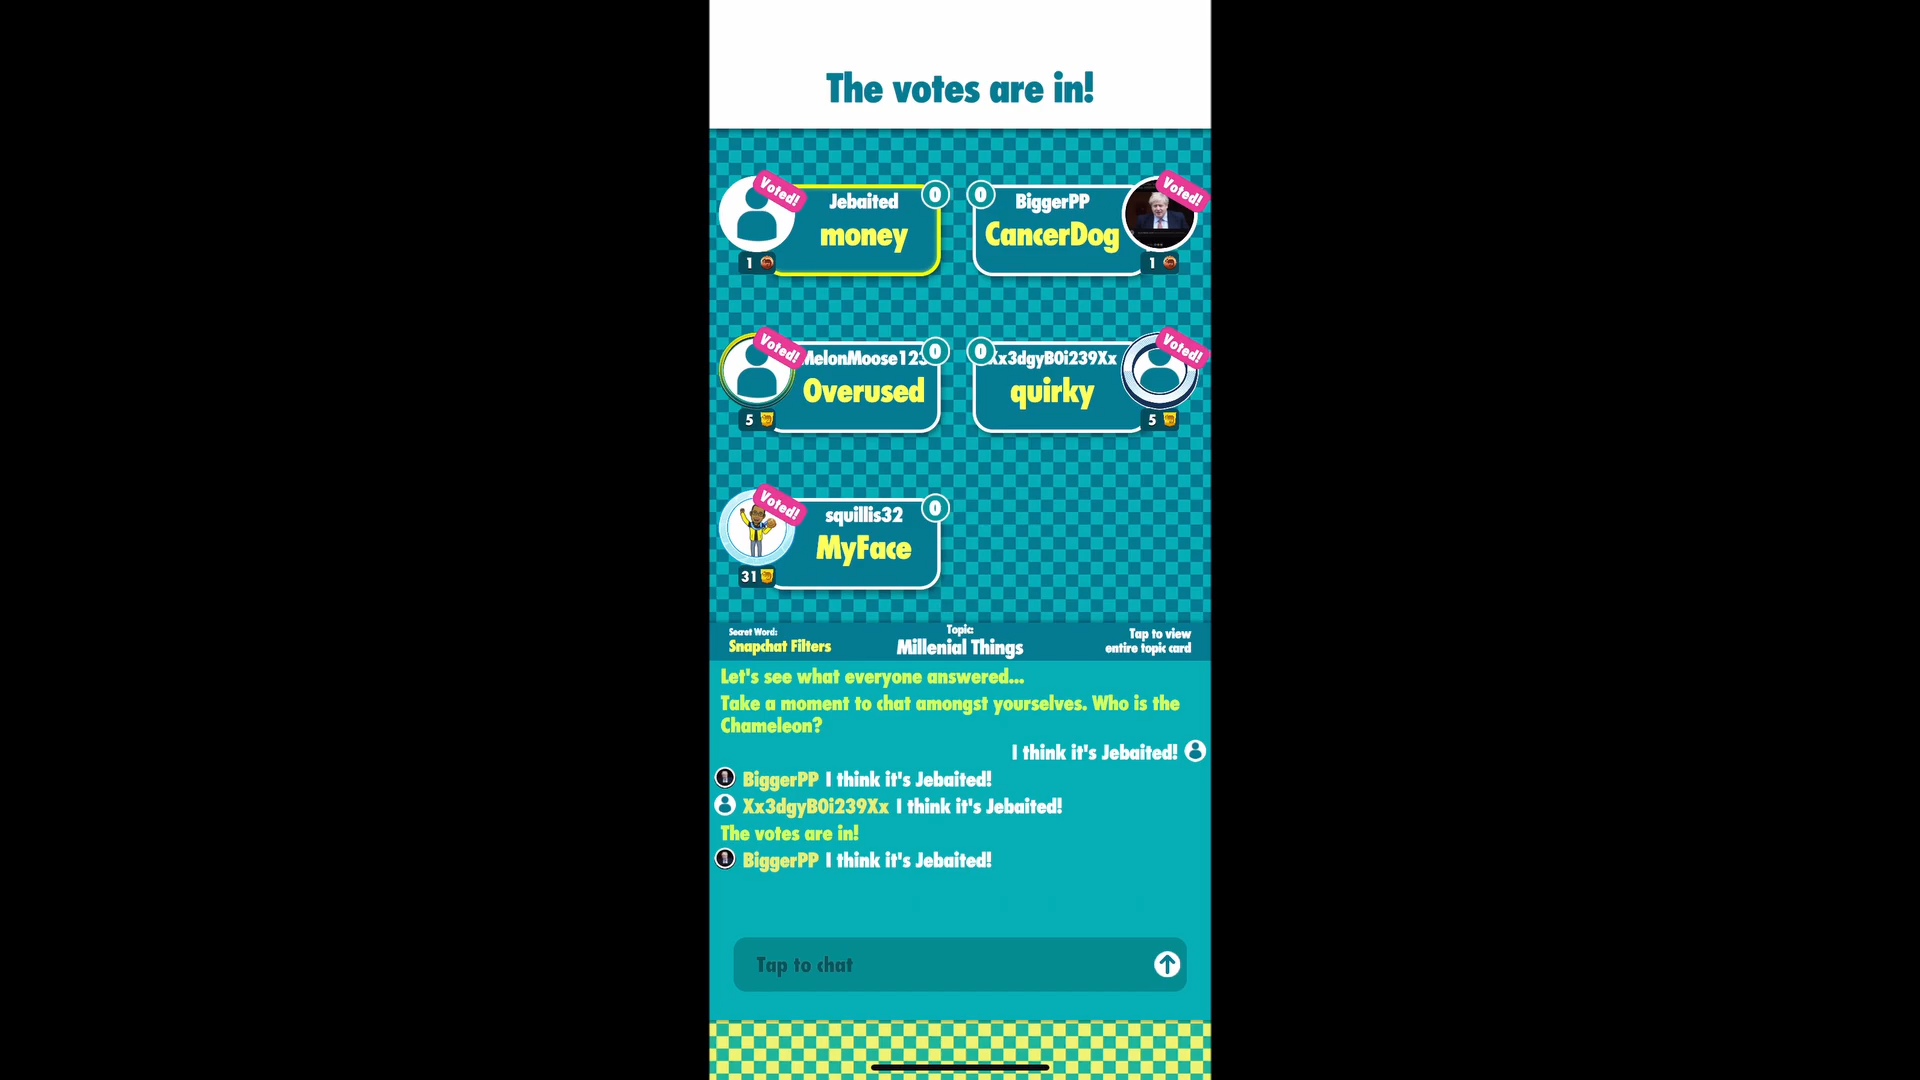 The votes are in!
Voted!
Jebaited
0
money
1
0
BiggerPP
Voted!
CancerDog
1
Voted!
MelonMoose123
0
Overused
5
0
Xx3dgyB0i239Xx
Voted!
quirky
5
Voted!
squillis32
0
MyFace
31
Secret Word:
Snapchat Filters
Topic:
Millenial Things
Tap to view
entire topic card
Let's see what everyone answered...
Take a moment to chat amongst yourselves. Who is the
Chameleon?
I think it's Jebaited!
BiggerPP I think it's Jebaited!
Xx3dgyB0i239Xx I think it's Jebaited!
The votes are in!
BiggerPP I think it's Jebaited!
Tap to chat